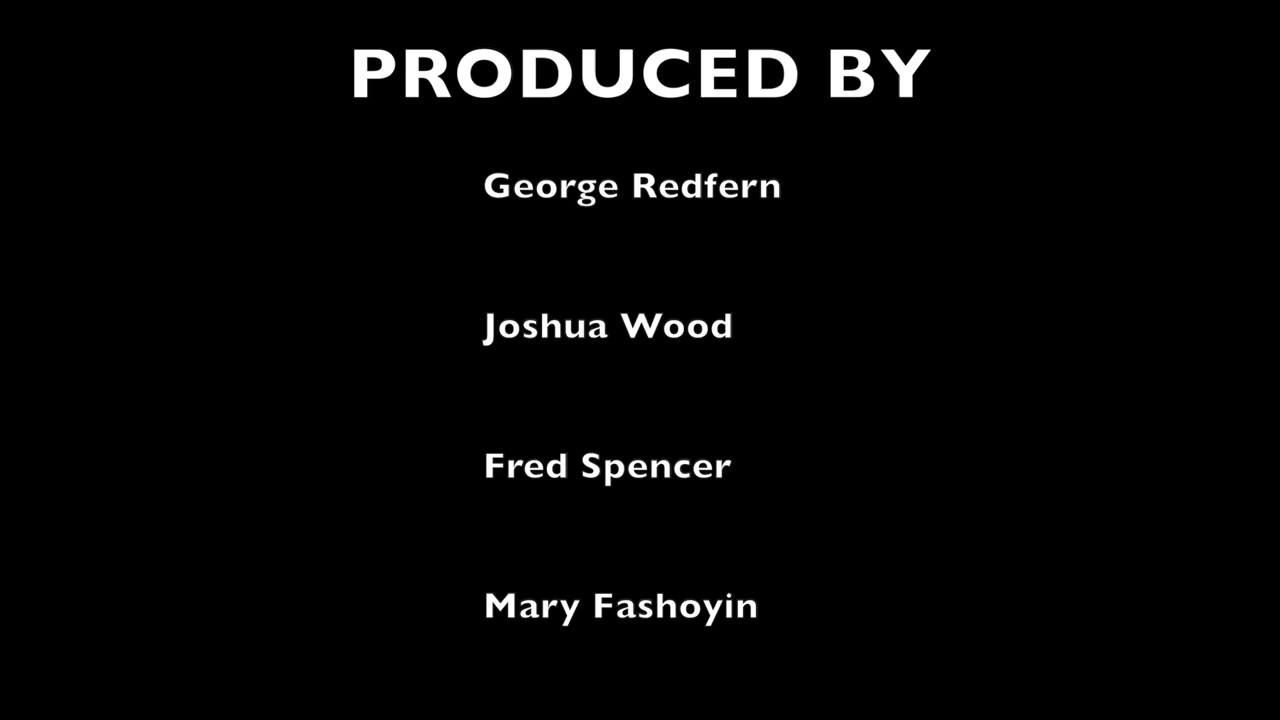 PRODUCED BY
George Redfern
Joshua Wood
Fred Spencer
Mary Fashoyin